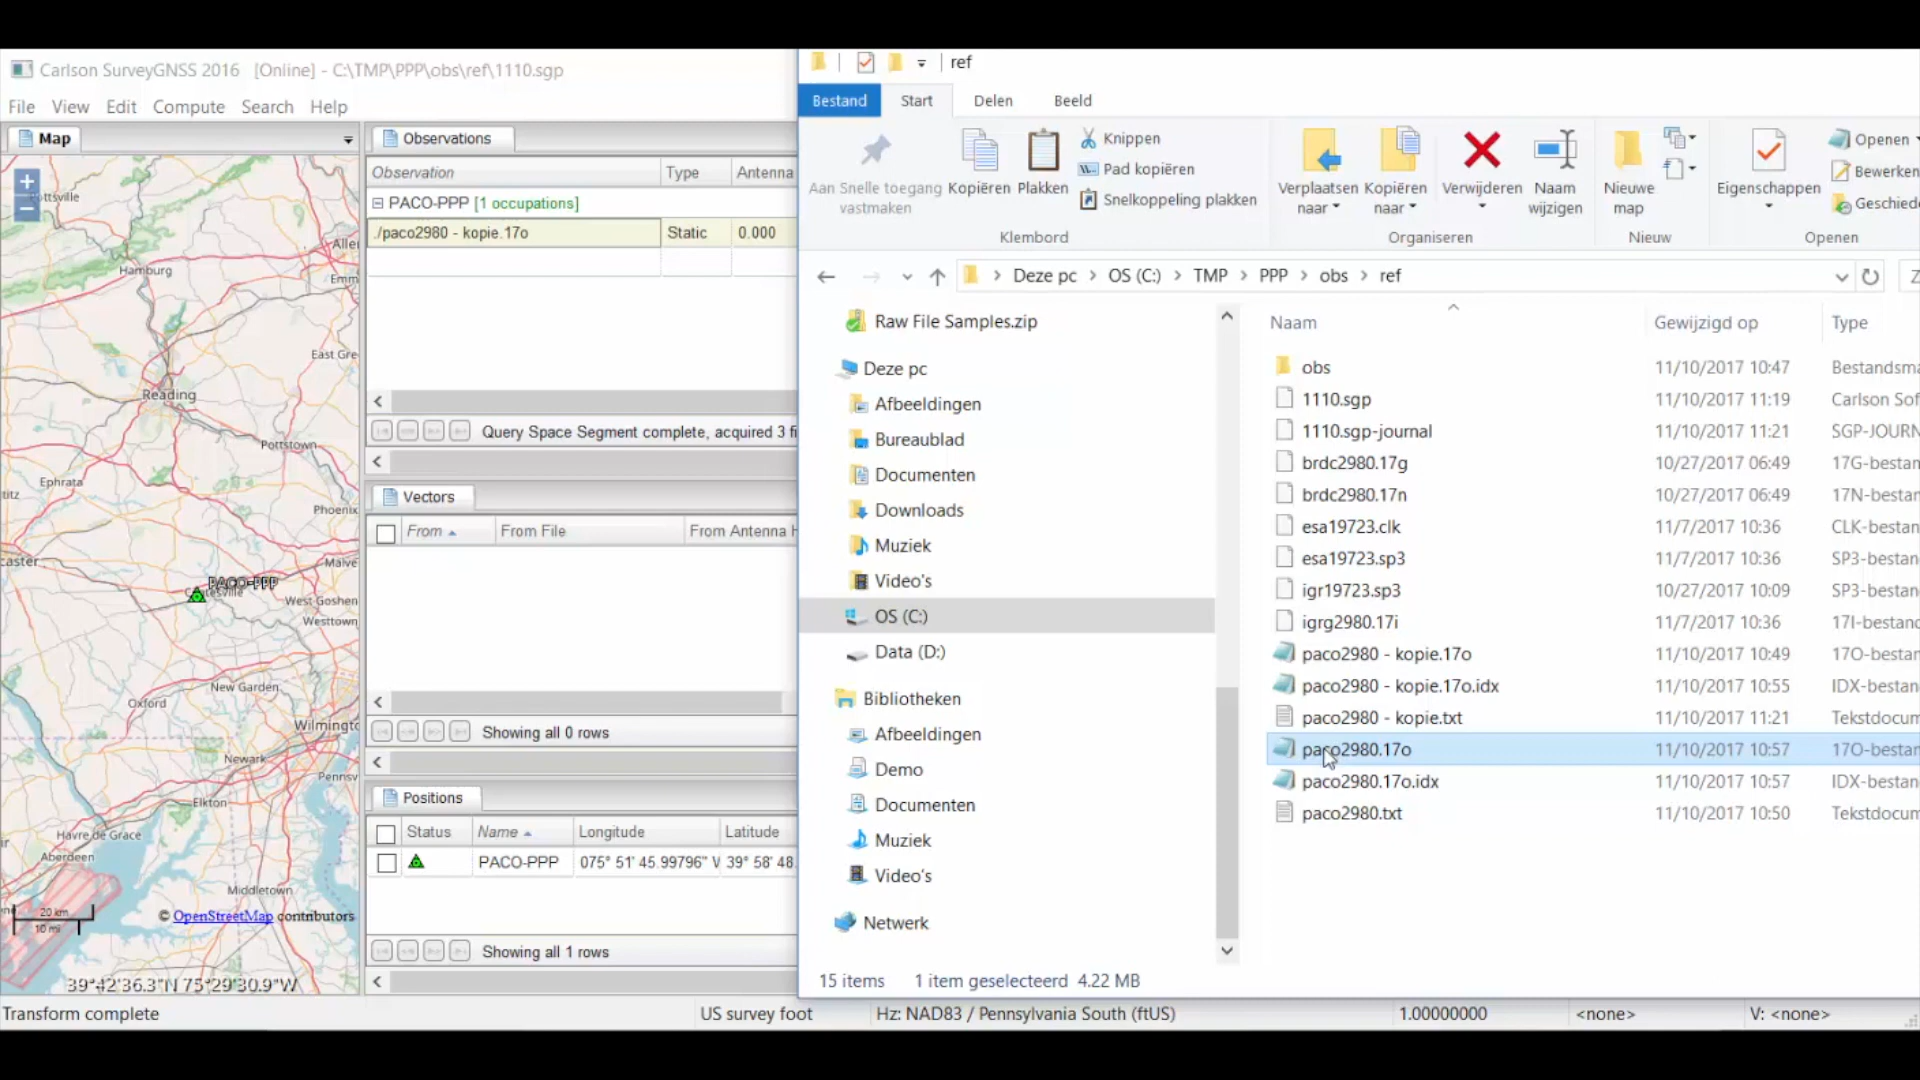 Carlson SurveyGNSS 2016 [Online] - C:\TMP\PPP\obs\ref\1110.sgp
File View Edit Compute Search Help
Map
+
−
Pottsville
Hamburg
Reading
East Gre
Pottstown
Ephrata
Phoenix
Malve
PACO-PPP
West Goshen
Westtown
New Garden
Oxford
Wilmingto
Newark
Pennsv
Elkton
Havre de Grace
Aberdeen
Middletown
20 km
10 mi
© OpenStreetMap contributors
39°42'36.3"N 75°29'30.9"W
Observations
Observation Type Antenna
PACO-PPP [1 occupations]
./paco2980 - kopie.17o Static 0.000
Query Space Segment complete, acquired 3 fi
Vectors
From From File From Antenna H
Showing all 0 rows
Positions
Status Name Longitude Latitude
PACO-PPP 075° 51' 45.99796" W 39° 58' 48.
Showing all 1 rows
Transform complete
US survey foot
Hz: NAD83 / Pennsylvania South (ftUS)
1.00000000
<none>
V: <none>
ref
Bestand Start Delen Beeld
Aan Snelle toegang vastmaken
Kopiëren
Plakken
Knippen
Pad kopiëren
Snelkoppeling plakken
Klembord
Verplaatsen naar
Kopiëren naar
Verwijderen
Naam wijzigen
Organiseren
Nieuwe map
Nieuw
Eigenschappen
Openen
Bewerken
Geschiede
Openen
Deze pc > OS (C:) > TMP > PPP > obs > ref
Raw File Samples.zip
Deze pc
Afbeeldingen
Bureaublad
Documenten
Downloads
Muziek
Video's
OS (C:)
Data (D:)
Bibliotheken
Afbeeldingen
Demo
Documenten
Muziek
Video's
Netwerk
Naam Gewijzigd op Type
obs 11/10/2017 10:47 Bestandsma
1110.sgp 11/10/2017 11:19 Carlson Sof
1110.sgp-journal 11/10/2017 11:21 SGP-JOURN
brdc2980.17g 10/27/2017 06:49 17G-bestan
brdc2980.17n 10/27/2017 06:49 17N-bestan
esa19723.clk 11/7/2017 10:36 CLK-bestan
esa19723.sp3 11/7/2017 10:36 SP3-bestan
igr19723.sp3 10/27/2017 10:09 SP3-bestan
igrg2980.17i 11/7/2017 10:36 17I-bestand
paco2980 - kopie.17o 11/10/2017 10:49 17O-bestan
paco2980 - kopie.17o.idx 11/10/2017 10:55 IDX-bestan
paco2980 - kopie.txt 11/10/2017 11:21 Tekstdocum
paco2980.17o 11/10/2017 10:57 17O-bestan
paco2980.17o.idx 11/10/2017 10:57 IDX-bestan
paco2980.txt 11/10/2017 10:50 Tekstdocum
15 items 1 item geselecteerd 4.22 MB